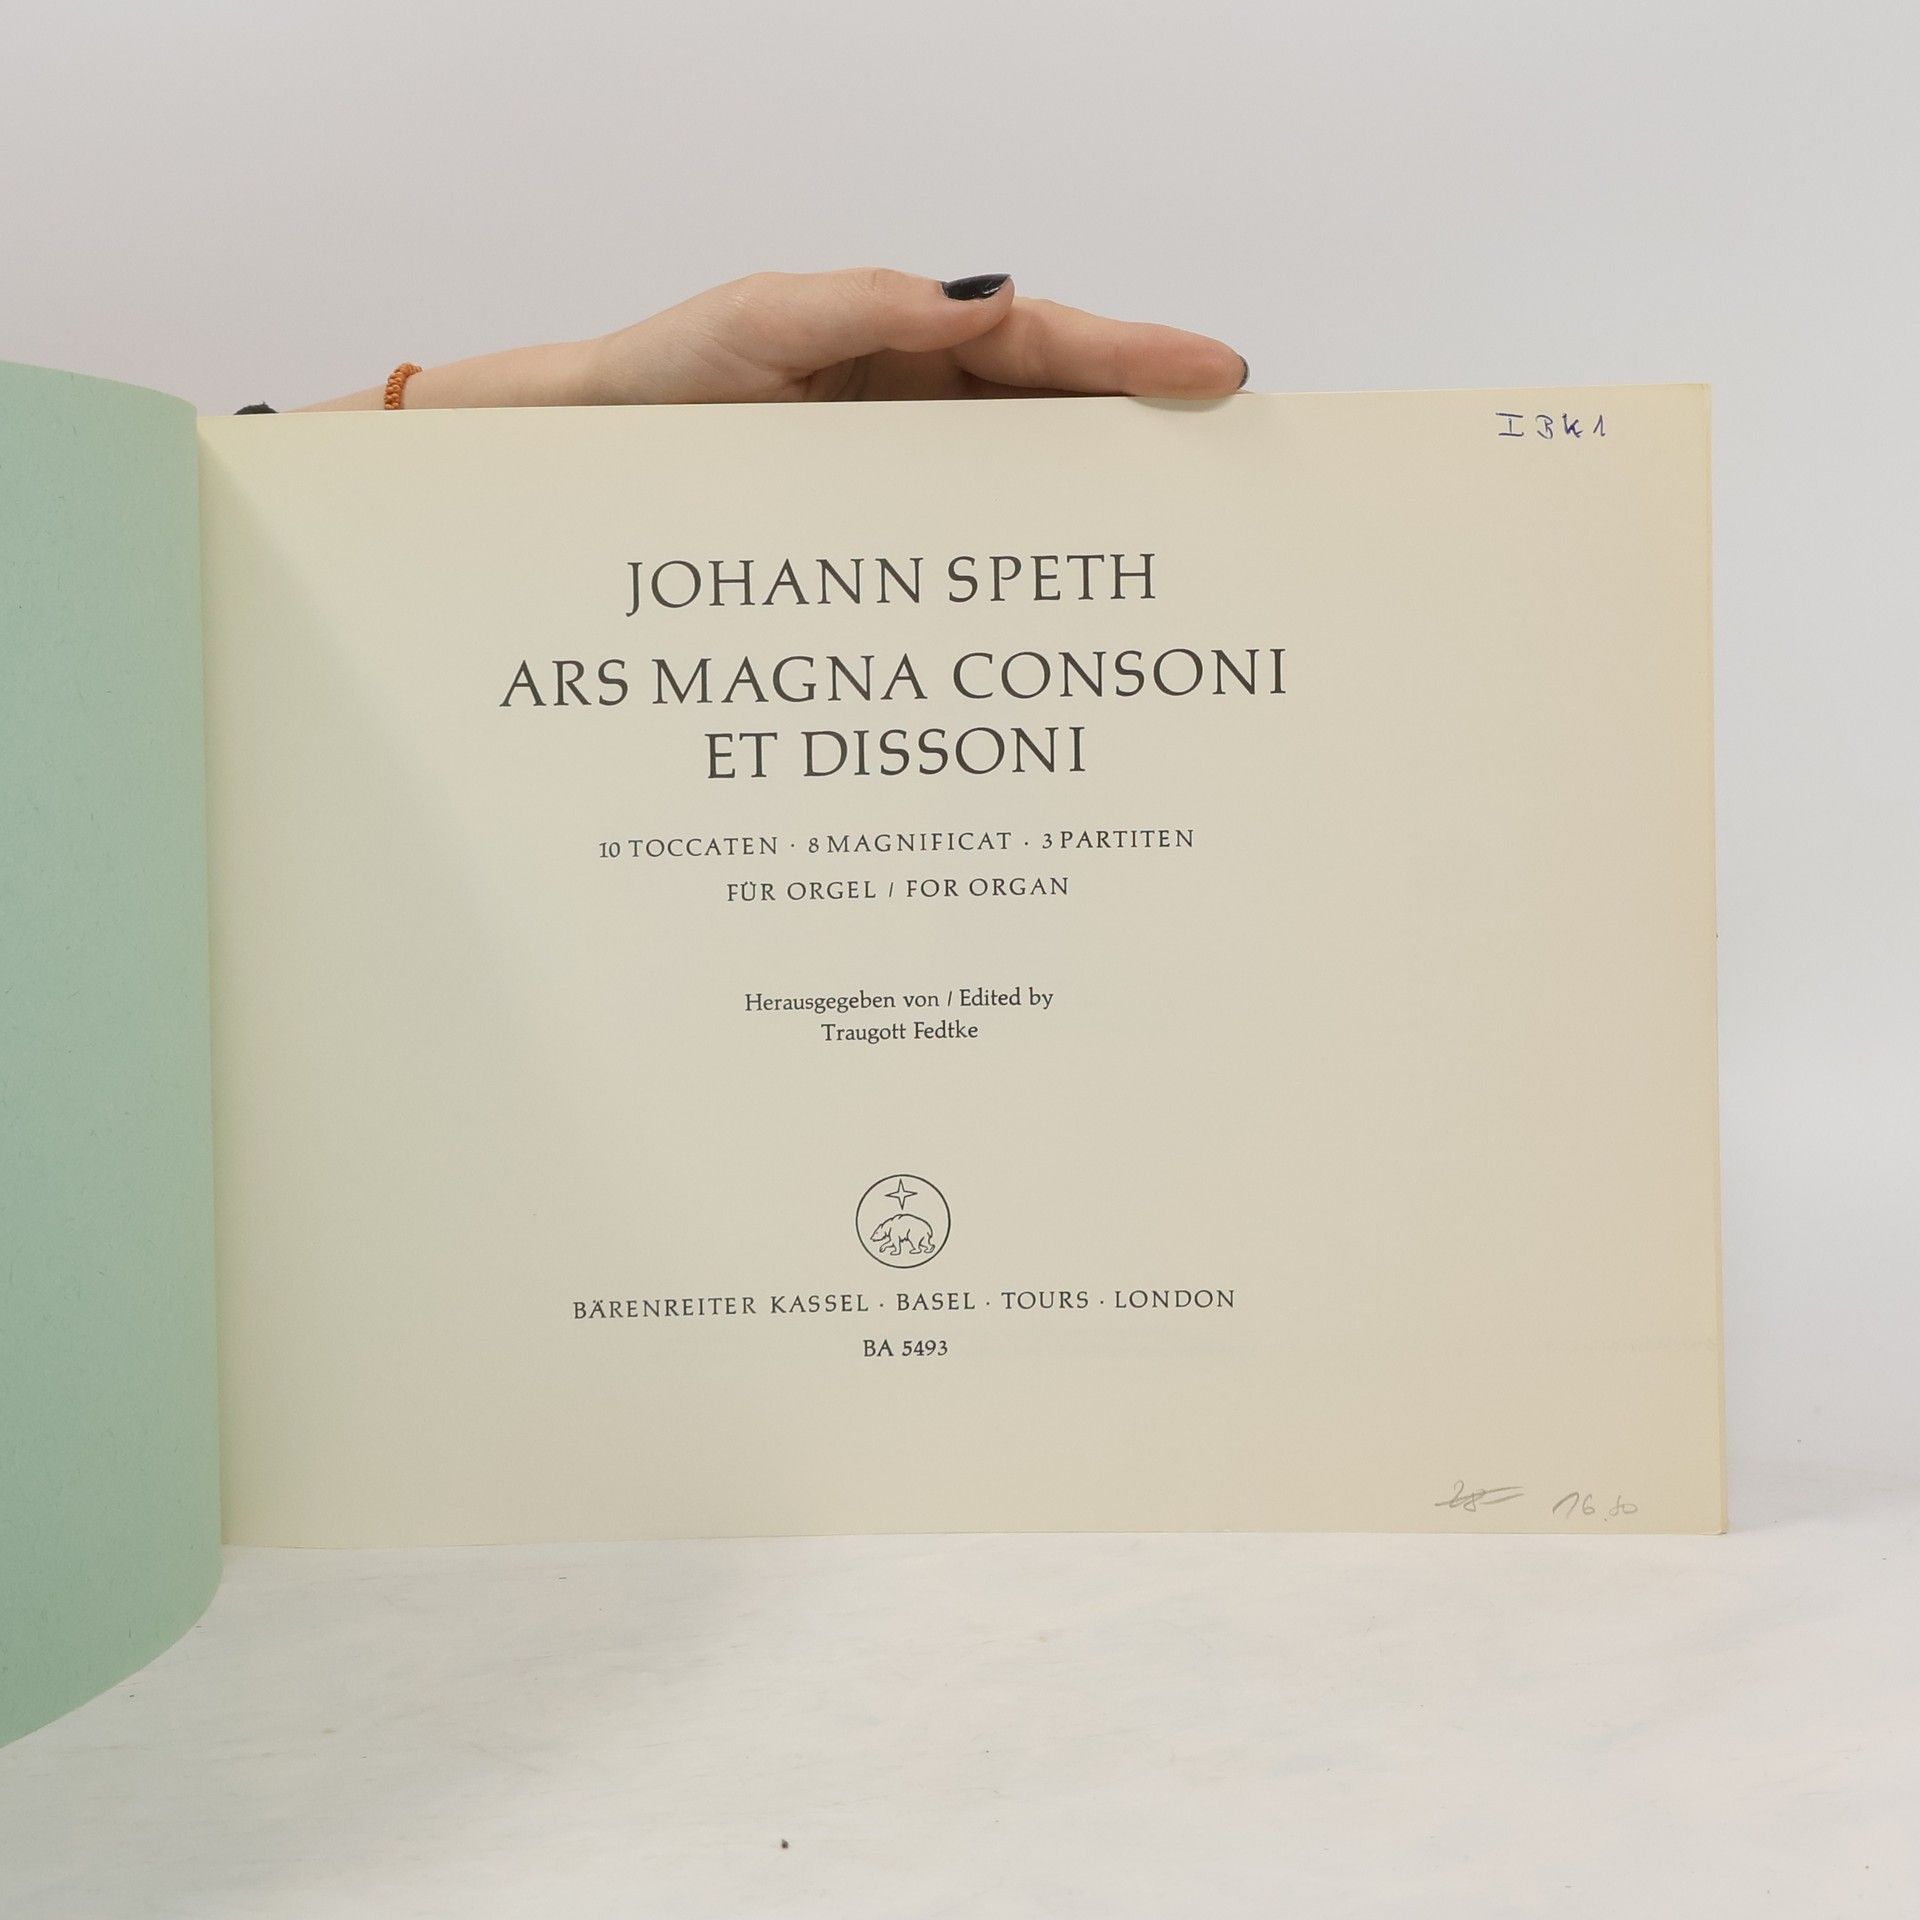 I BK 1
JOHANN SPETH
ARS MAGNA CONSONI
ET DISSONI
10 TOCCATEN · 8 MAGNIFICAT · 3 PARTITEN
FÜR ORGEL / FOR ORGAN
Herausgegeben von / Edited by
Traugott Fedtke
BÄRENREITER KASSEL · BASEL · TOURS · LONDON
BA 5493
16.80